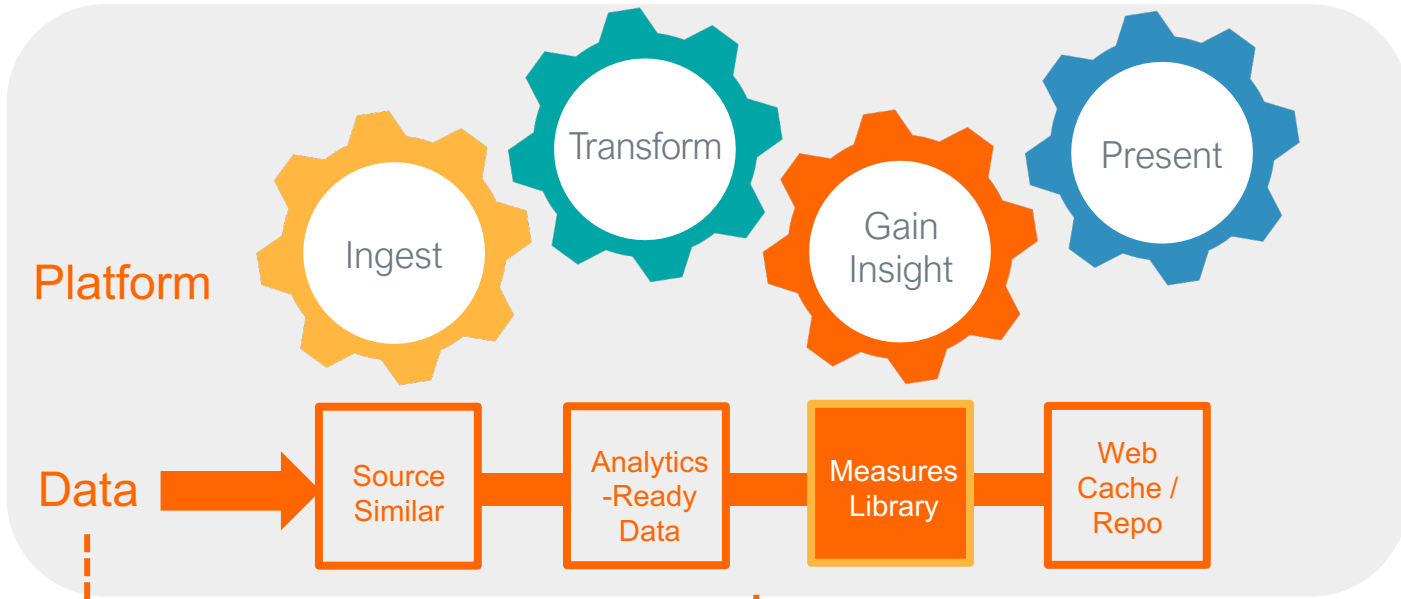 Transform
Present
Ingest
Gain
Insight
Platform
Data
Source
Similar
Analytics
-Ready
Data
Measures
Library
Web
Cache /
Repo